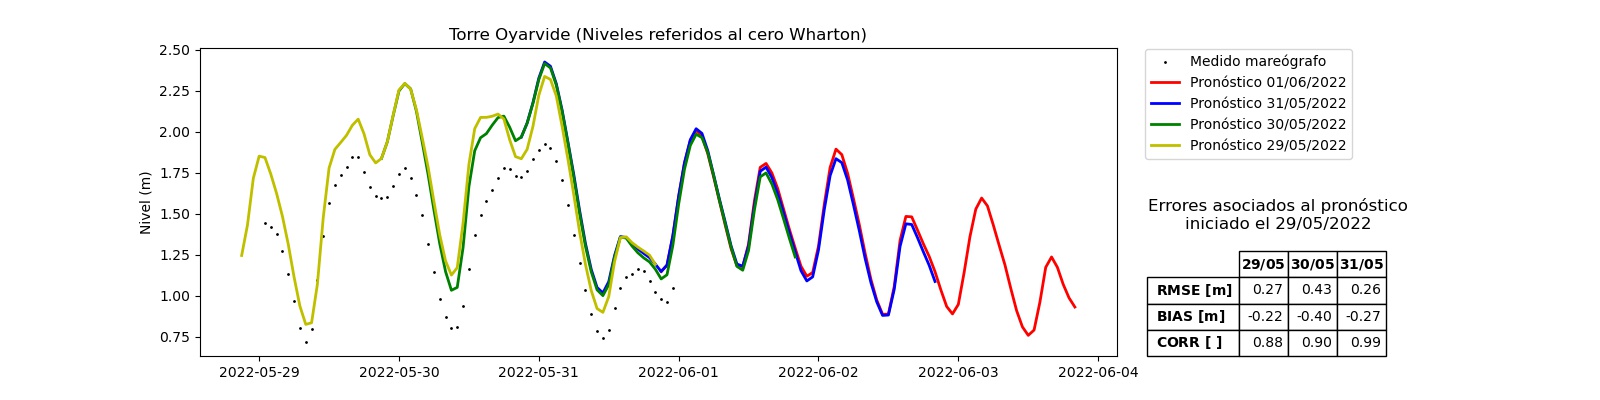 Torre Oyarvide (Niveles referidos al cero Wharton)
Nivel (m)
2.50
2.25
2.00
1.75
1.50
1.25
1.00
0.75
2022-05-29 2022-05-30 2022-05-31 2022-06-01 2022-06-02 2022-06-03 2022-06-04
Medido mareógrafo
Pronóstico 01/06/2022
Pronóstico 31/05/2022
Pronóstico 30/05/2022
Pronóstico 29/05/2022
Errores asociados al pronóstico
iniciado el 29/05/2022
29/05 30/05 31/05
RMSE [m] 0.27 0.43 0.26
BIAS [m] -0.22 -0.40 -0.27
CORR [ ] 0.88 0.90 0.99